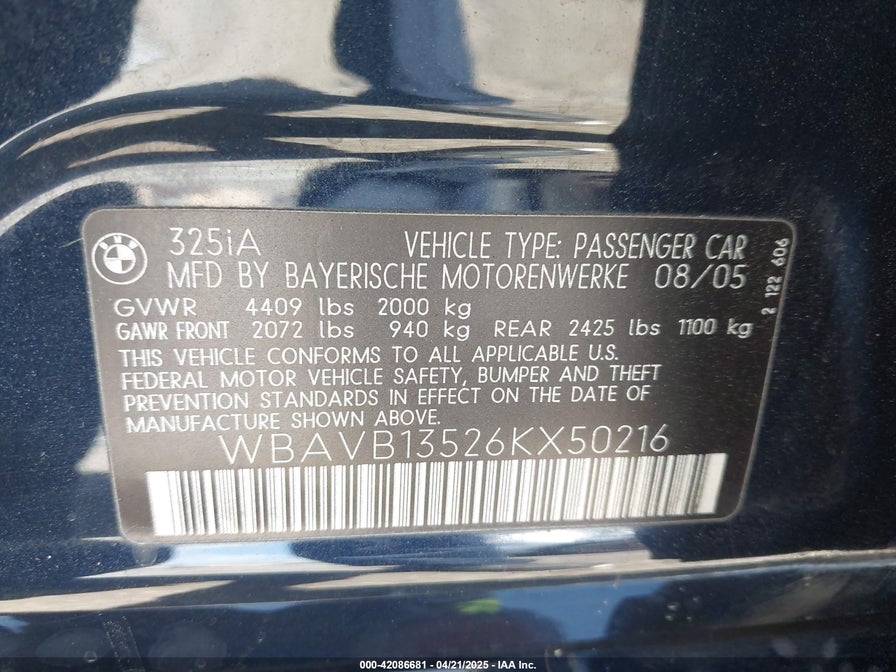 BMW
325iA VEHICLE TYPE: PASSENGER CAR
MFD BY BAYERISCHE MOTORENWERKE 08/05
GVWR 4409 lbs 2000 kg
GAWR FRONT 2072 lbs 940 kg REAR 2425 lbs 1100 kg
THIS VEHICLE CONFORMS TO ALL APPLICABLE U.S.
FEDERAL MOTOR VEHICLE SAFETY, BUMPER AND THEFT
PREVENTION STANDARDS IN EFFECT ON THE DATE OF
MANUFACTURE SHOWN ABOVE.
WBAVB13526KX50216
2 122 606
000-42086681 - 04/21/2025 - IAA Inc.